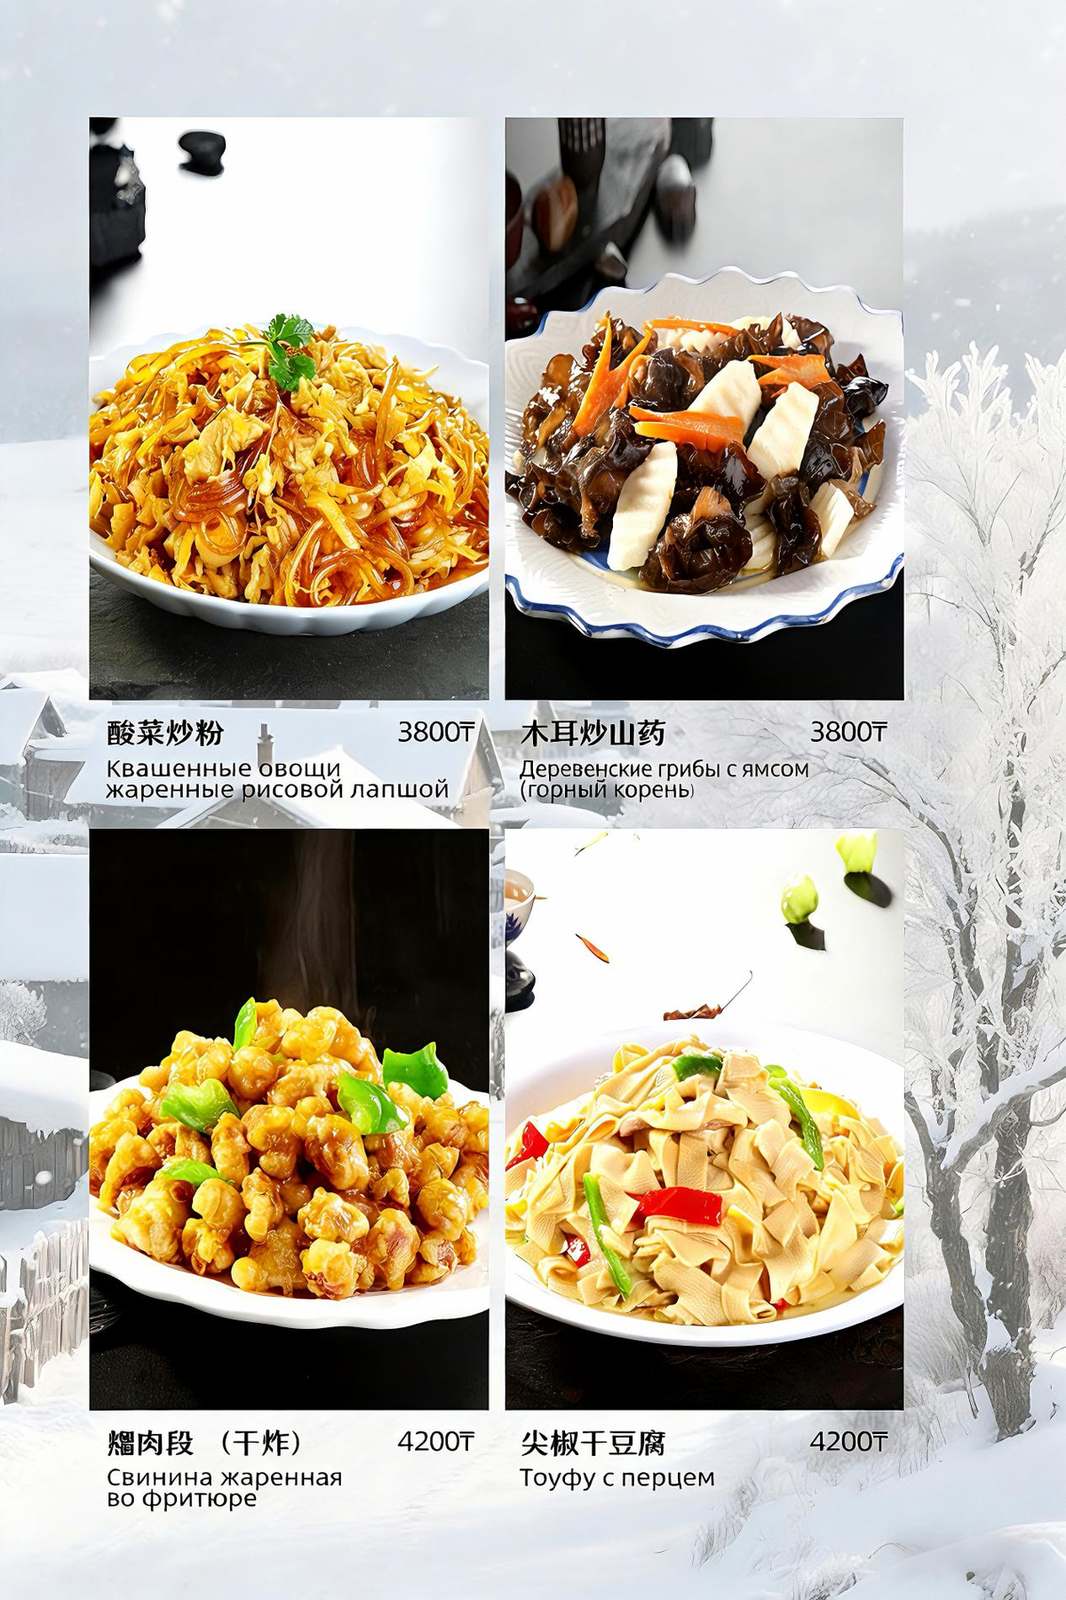 酸菜炒粉 3800₸
Квашенные овощи
жаренные рисовой лапшой
木耳炒山药 3800₸
Деревенские грибы с ямсом
(горный корень)
熘肉段 (干炸) 4200₸
Свинина жаренная
во фритюре
尖椒干豆腐 4200₸
Тоуфу с перцем